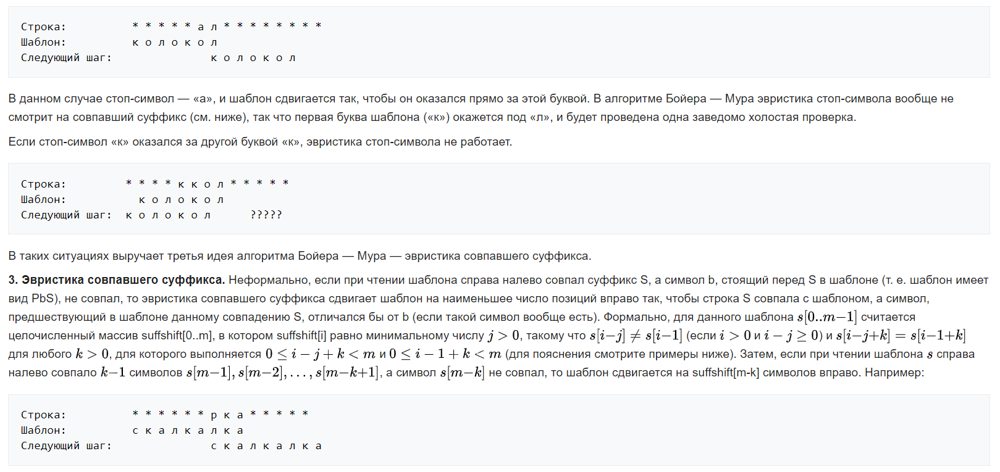 Строка:          * * * * * а л * * * * * * * *
Шаблон:          к о л о к о л
Следующий шаг:               к о л о к о л
В данном случае стоп-символ — «а», и шаблон сдвигается так, чтобы он оказался прямо за этой буквой. В алгоритме Бойера — Мура эвристика стоп-символа вообще не
смотрит на совпавший суффикс (см. ниже), так что первая буква шаблона («к») окажется под «л», и будет проведена одна заведомо холостая проверка.
Если стоп-символ «к» оказался за другой буквой «к», эвристика стоп-символа не работает.
Строка:         * * * * к к о л * * * * *
Шаблон:           к о л о к о л
Следующий шаг:  к о л о к о л      ?????
В таких ситуациях выручает третья идея алгоритма Бойера — Мура — эвристика совпавшего суффикса.
3. Эвристика совпавшего суффикса. Неформально, если при чтении шаблона справа налево совпал суффикс S, а символ b, стоящий перед S в шаблоне (т. е. шаблон имеет
вид PbS), не совпал, то эвристика совпавшего суффикса сдвигает шаблон на наименьшее число позиций вправо так, чтобы строка S совпала с шаблоном, а символ,
предшествующий в шаблоне данному совпадению S, отличался бы от b (если такой символ вообще есть). Формально, для данного шаблона s[0..m−1] считается
целочисленный массив suffshift[0..m], в котором suffshift[i] равно минимальному числу j > 0, такому что s[i−j] ≠ s[i−1] (если i > 0 и i − j ≥ 0) и s[i−j+k] = s[i−1+k]
для любого k > 0, для которого выполняется 0 ≤ i − j + k < m и 0 ≤ i − 1 + k < m (для пояснения смотрите примеры ниже). Затем, если при чтении шаблона s справа
налево совпало k−1 символов s[m−1], s[m−2], . . . , s[m−k+1], а символ s[m−k] не совпал, то шаблон сдвигается на suffshift[m-k] символов вправо. Например:
Строка:          * * * * * * р к а * * * * *
Шаблон:          с к а л к а л к а
Следующий шаг:               с к а л к а л к а